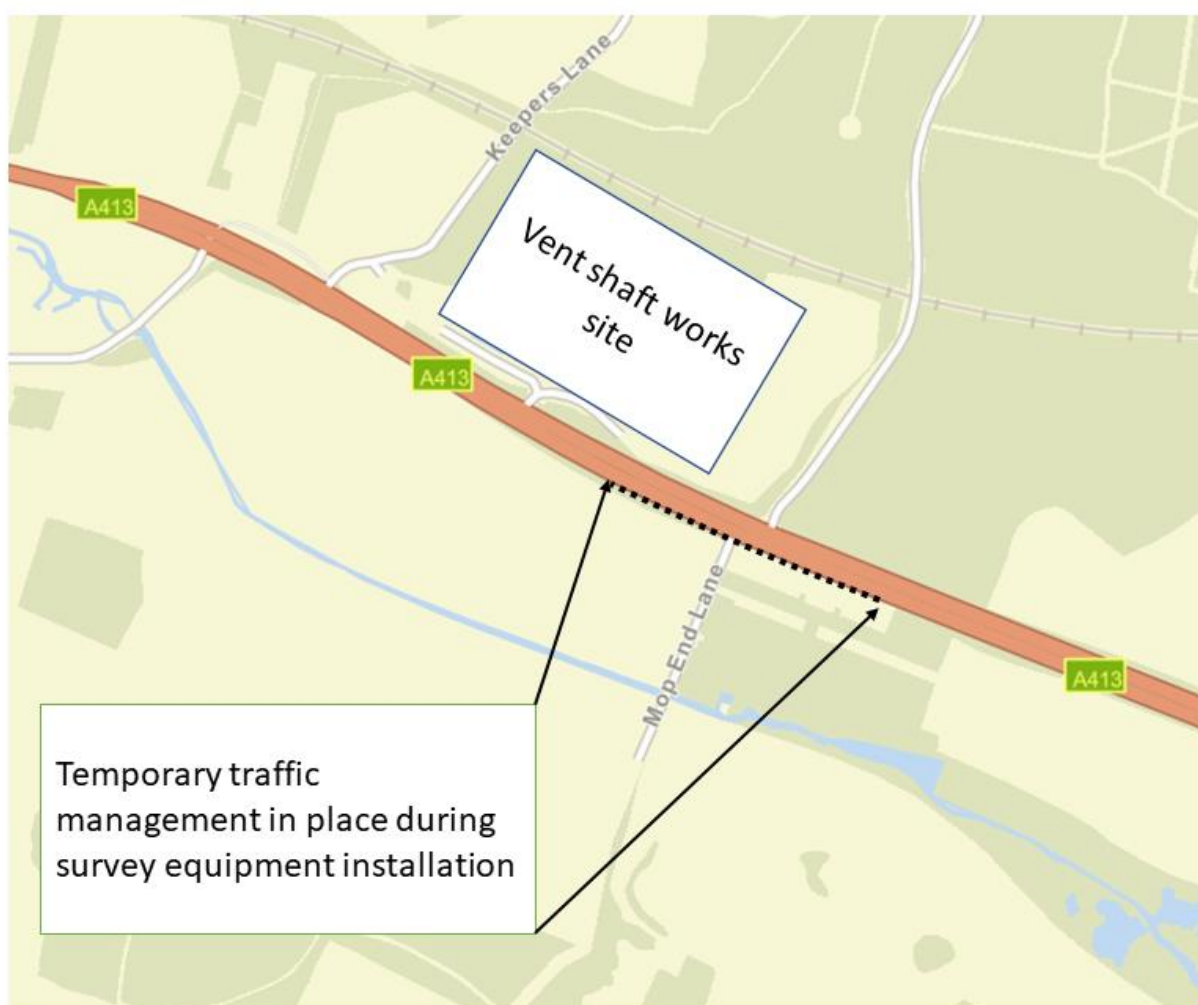 Keepers Lane
A413
Vent shaft works
site
A413
Mop End Lane
A413
Temporary traffic
management in place during
survey equipment installation